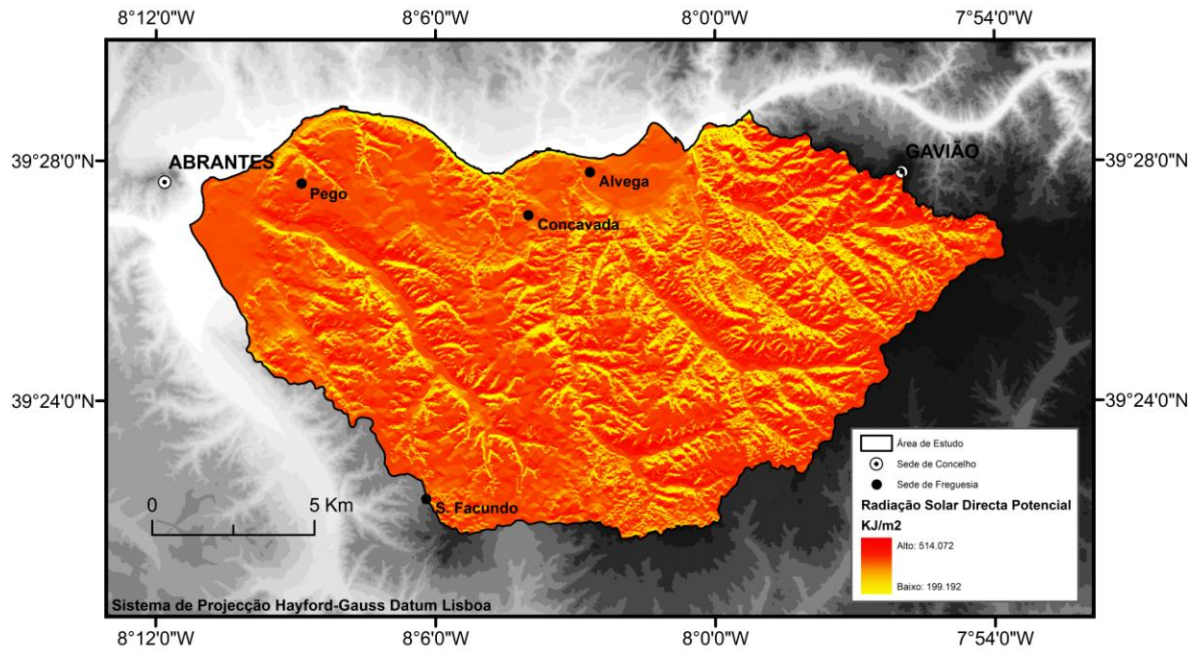 8°12'0"W 8°6'0"W 8°0'0"W 7°54'0"W
39°28'0"N ABRANTES GAVIÃO 39°28'0"N
Pego Alvega
Concavada
39°24'0"N 39°24'0"N
Área de Estudo
Sede de Concelho
Sede de Freguesia
Radiação Solar Directa Potencial
KJ/m2
Alto: 514.072
Baixo: 199.192
0 5 Km
S. Facundo
Sistema de Projecção Hayford-Gauss Datum Lisboa
8°12'0"W 8°6'0"W 8°0'0"W 7°54'0"W